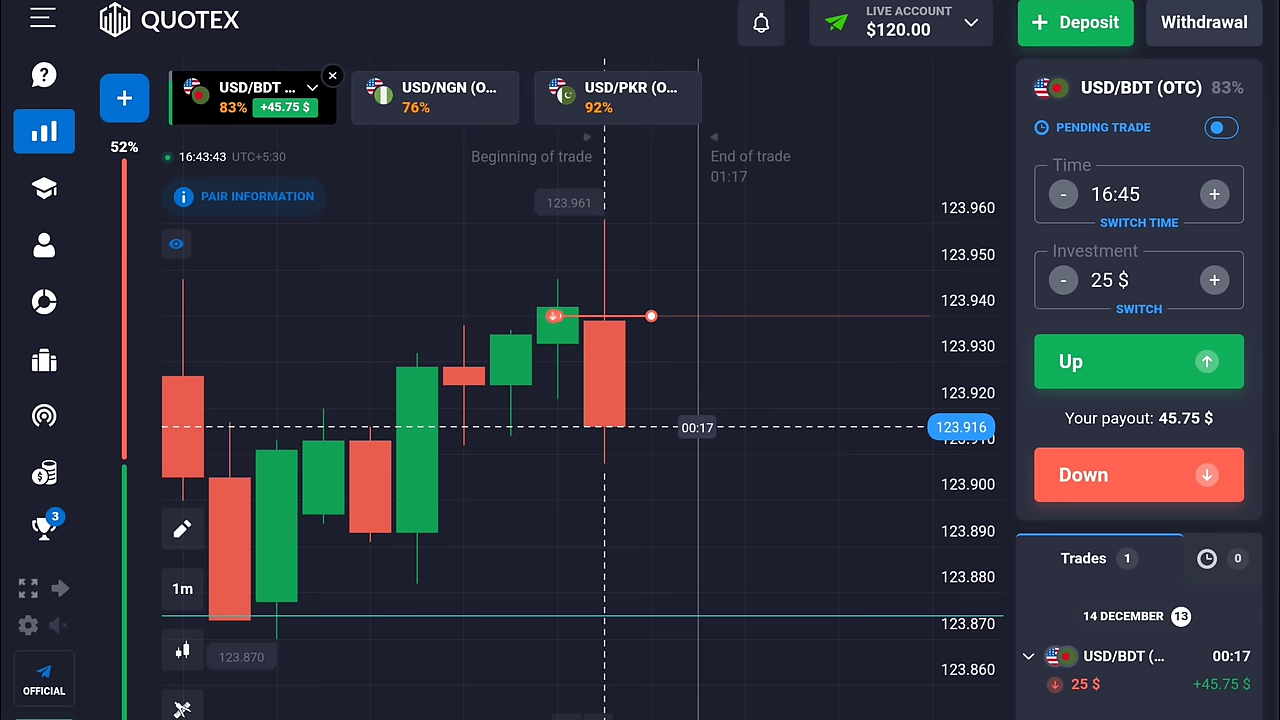 QUOTEX
LIVE ACCOUNT
$120.00
+ Deposit
Withdrawal
+
USD/BDT ...
83% +45.75 $
USD/NGN (O...
76%
USD/PKR (O...
92%
52%
16:43:43 UTC+5:30
Beginning of trade
End of trade
01:17
PAIR INFORMATION
123.961
123.960
123.950
123.940
123.930
123.920
00:17
123.916
123.910
123.900
123.890
123.880
123.870
123.860
1m
123.870
3
OFFICIAL
USD/BDT (OTC) 83%
PENDING TRADE
Time
- 16:45 +
SWITCH TIME
Investment
- 25 $ +
SWITCH
Up
Your payout: 45.75 $
Down
Trades 1
0
14 DECEMBER 13
USD/BDT (... 00:17
25 $ +45.75 $